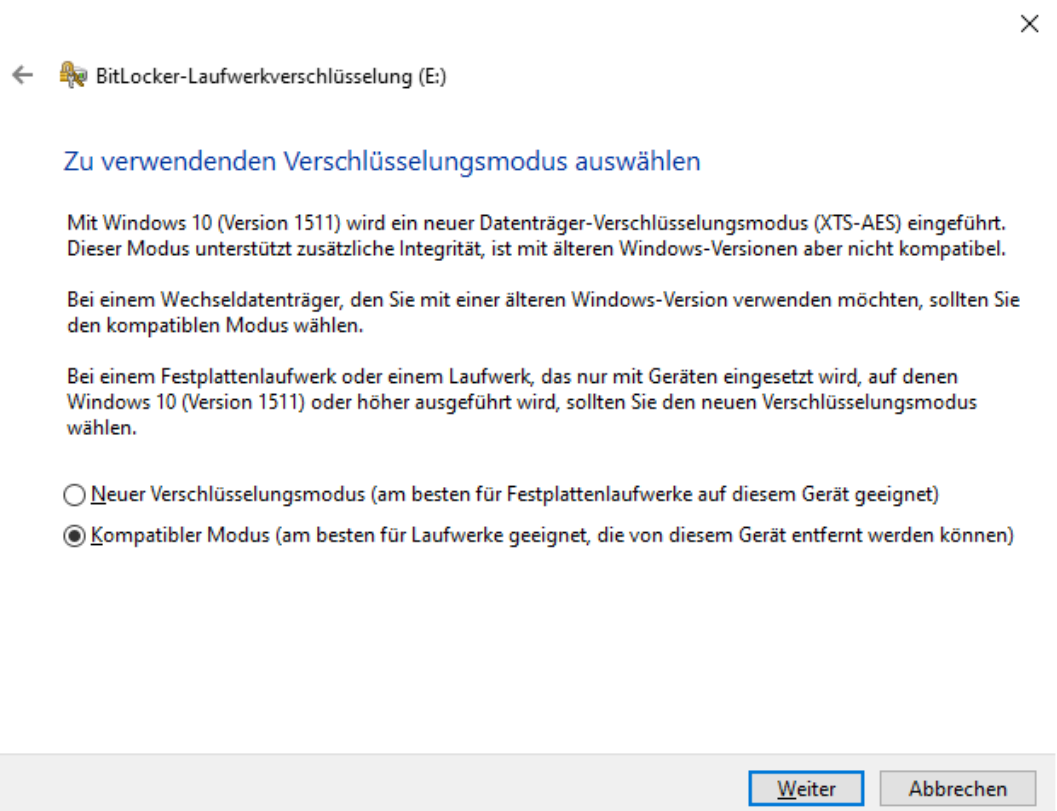 BitLocker-Laufwerkverschlüsselung (E:)
Zu verwendenden Verschlüsselungsmodus auswählen
Mit Windows 10 (Version 1511) wird ein neuer Datenträger-Verschlüsselungsmodus (XTS-AES) eingeführt.
Dieser Modus unterstützt zusätzliche Integrität, ist mit älteren Windows-Versionen aber nicht kompatibel.
Bei einem Wechseldatenträger, den Sie mit einer älteren Windows-Version verwenden möchten, sollten Sie
den kompatiblen Modus wählen.
Bei einem Festplattenlaufwerk oder einem Laufwerk, das nur mit Geräten eingesetzt wird, auf denen
Windows 10 (Version 1511) oder höher ausgeführt wird, sollten Sie den neuen Verschlüsselungsmodus
wählen.
Neuer Verschlüsselungsmodus (am besten für Festplattenlaufwerke auf diesem Gerät geeignet)
Kompatibler Modus (am besten für Laufwerke geeignet, die von diesem Gerät entfernt werden können)
Weiter Abbrechen